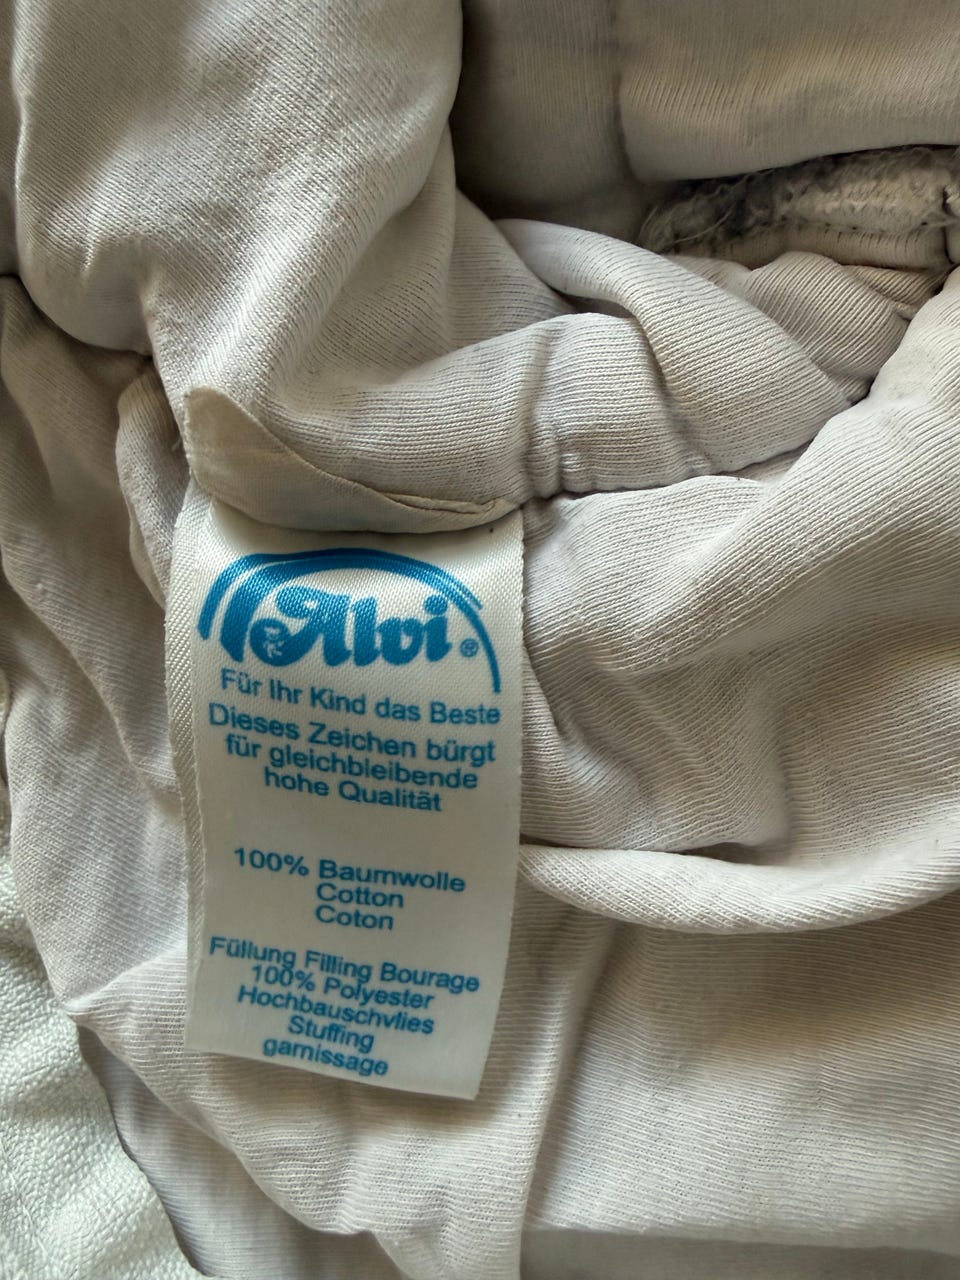 Alvi®
Für Ihr Kind das Beste
Dieses Zeichen bürgt
für gleichbleibende
hohe Qualität
100% Baumwolle
Cotton
Coton
Füllung Filling Bourage
100% Polyester
Hochbauschvlies
Stuffing
garnissage